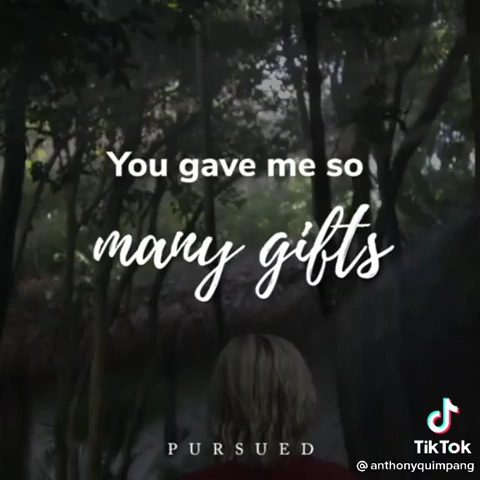 You gave me so
many gifts
PURSUED
TikTok
@anthonyquimpang